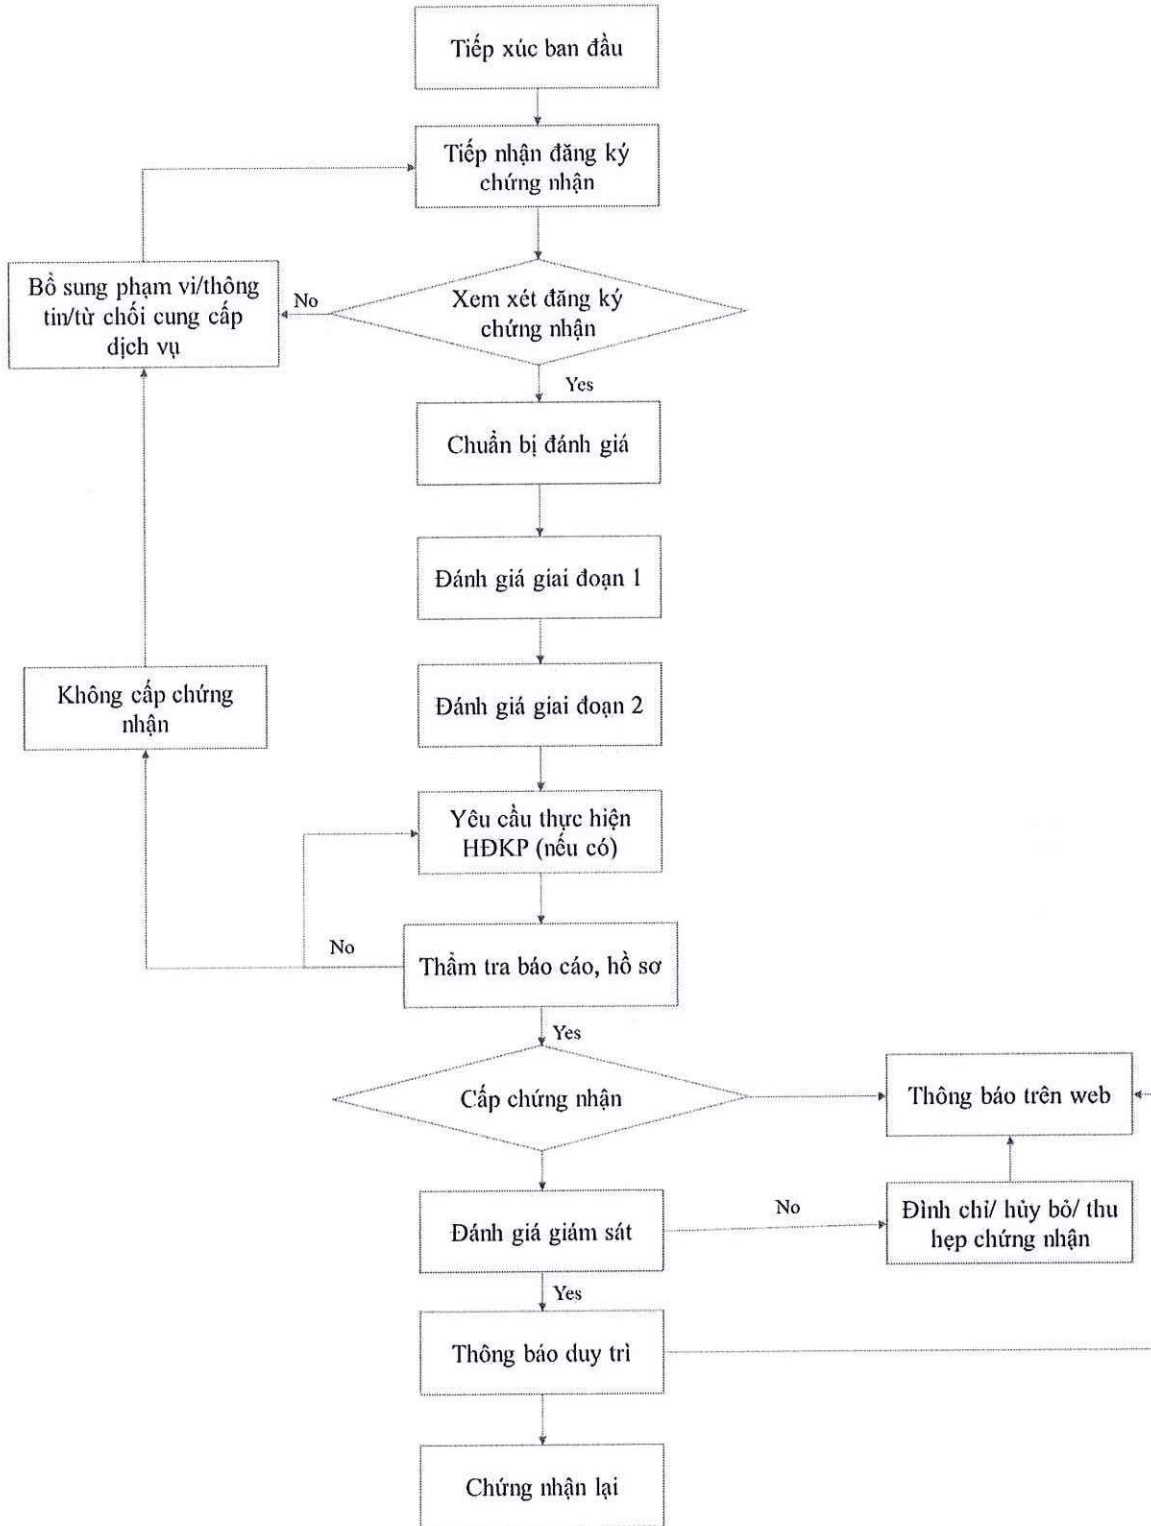 Tiếp xúc ban đầu
Tiếp nhận đăng ký
chứng nhận
Bổ sung phạm vi/thông
tin/từ chối cung cấp
dịch vụ
No
Xem xét đăng ký
chứng nhận
Yes
Chuẩn bị đánh giá
Đánh giá giai đoạn 1
Không cấp chứng
nhận
Đánh giá giai đoạn 2
Yêu cầu thực hiện
HĐKP (nếu có)
No
Thẩm tra báo cáo, hồ sơ
Yes
Cấp chứng nhận
Thông báo trên web
Đánh giá giám sát
No
Đình chỉ/ hủy bỏ/ thu
hẹp chứng nhận
Yes
Thông báo duy trì
Chứng nhận lại